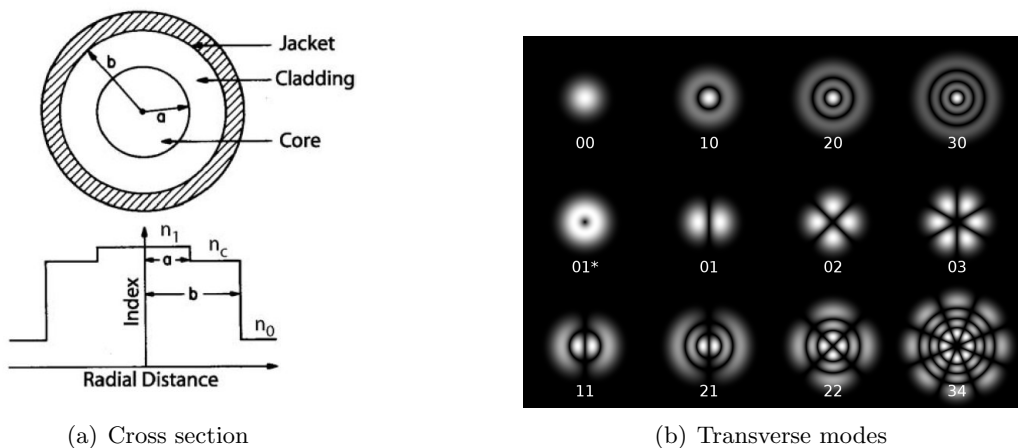 Jacket
b
Cladding
a
Core
n1
nc
a
b
Index
n0
Radial Distance
(a) Cross section
00 10 20 30
01* 01 02 03
11 21 22 34
(b) Transverse modes